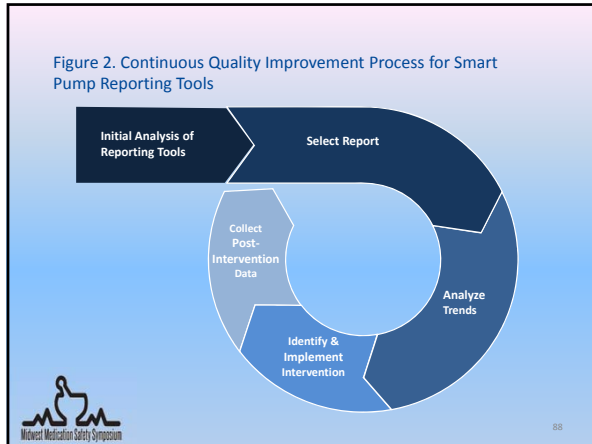 Figure 2. Continuous Quality Improvement Process for Smart
Pump Reporting Tools
Initial Analysis of
Reporting Tools
Select Report
Analyze
Trends
Identify &
Implement
Intervention
Collect
Post-
Intervention
Data
Midwest Medication Safety Symposium
88